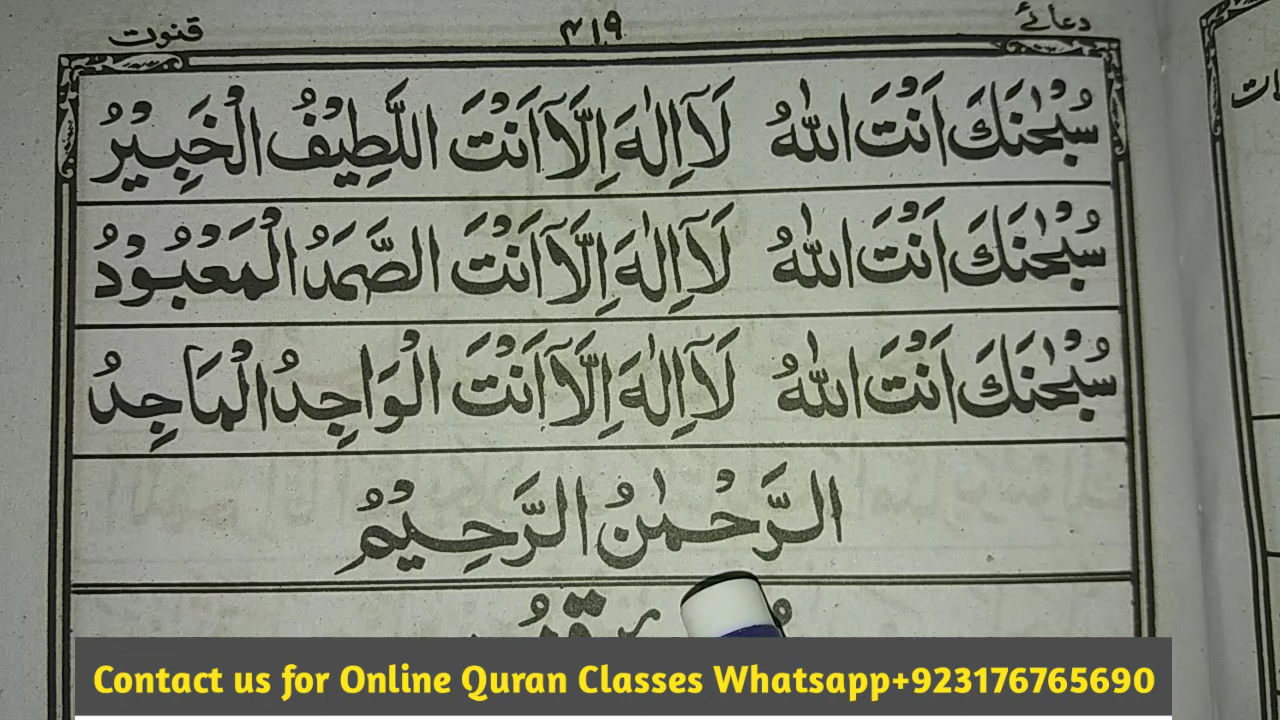 دعائے ۴۱۹ قنوت
سُبْحٰنَكَ اَنْتَ اللّٰهُ لَآ اِلٰهَ اِلَّآ اَنْتَ اللَّطِيْفُ الْخَبِيْرُ
سُبْحٰنَكَ اَنْتَ اللّٰهُ لَآ اِلٰهَ اِلَّآ اَنْتَ الصَّمَدُ الْمَعْبُوْدُ
سُبْحٰنَكَ اَنْتَ اللّٰهُ لَآ اِلٰهَ اِلَّآ اَنْتَ الْوَاجِدُ الْمَاجِدُ
الرَّحْمٰنُ الرَّحِيْمُ
Contact us for Online Quran Classes Whatsapp+923176765690